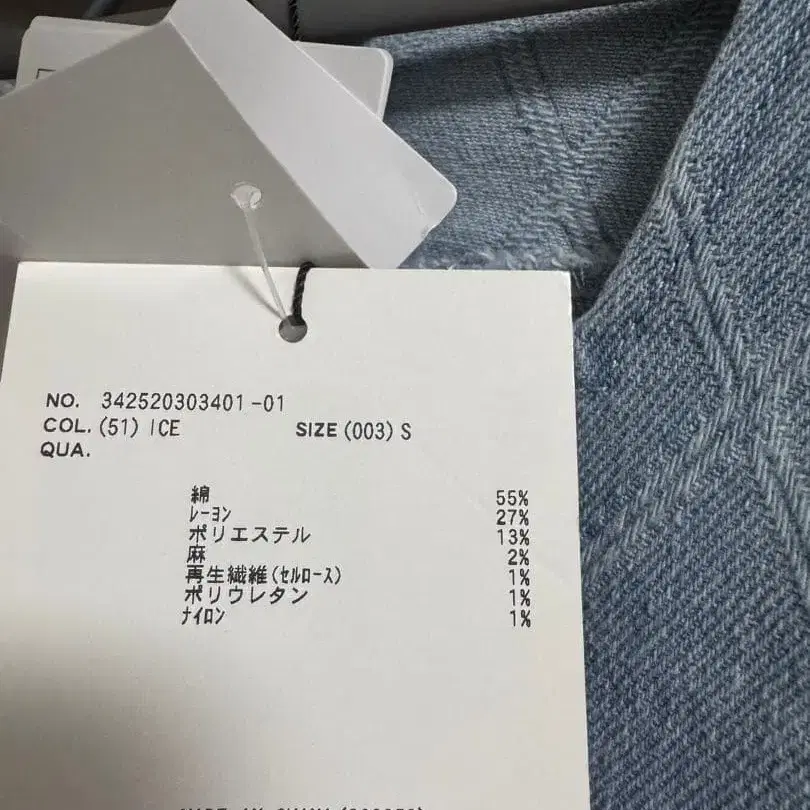 NO. 342520303401-01
COL. (51) ICE SIZE (003) S
QUA.
綿 55%
ﾚｰﾖﾝ 27%
ポリエステル 13%
麻 2%
再生繊維(ｾﾙﾛｰｽ) 1%
ポリウレタン 1%
ﾅｲﾛﾝ 1%